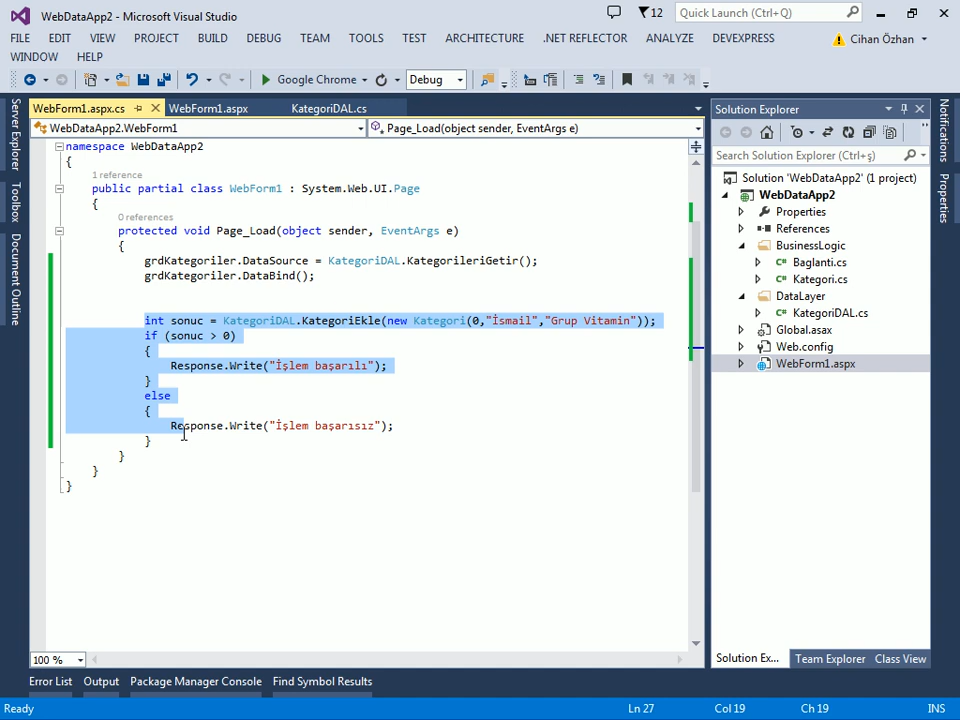 WebDataApp2 - Microsoft Visual Studio
12
Quick Launch (Ctrl+Q)
FILE EDIT VIEW PROJECT BUILD DEBUG TEAM TOOLS TEST ARCHITECTURE .NET REFLECTOR ANALYZE DEVEXPRESS
Cihan Özhan
WINDOW HELP
Google Chrome
Debug
WebForm1.aspx.cs
WebForm1.aspx
KategoriDAL.cs
WebDataApp2.WebForm1
Page_Load(object sender, EventArgs e)
Server Explorer
Toolbox
Document Outline
namespace WebDataApp2
{
1 reference
public partial class WebForm1 : System.Web.UI.Page
{
0 references
protected void Page_Load(object sender, EventArgs e)
{
grdKategoriler.DataSource = KategoriDAL.KategorileriGetir();
grdKategoriler.DataBind();
int sonuc = KategoriDAL.KategoriEkle(new Kategori(0,"İsmail","Grup Vitamin"));
if (sonuc > 0)
{
Response.Write("İşlem başarılı");
}
else
{
Response.Write("İşlem başarısız");
}
}
}
}
100 %
Solution Explorer
Search Solution Explorer (Ctrl+ş)
Solution 'WebDataApp2' (1 project)
WebDataApp2
Properties
References
BusinessLogic
Baglanti.cs
Kategori.cs
DataLayer
KategoriDAL.cs
Global.asax
Web.config
WebForm1.aspx
Solution Ex...
Team Explorer
Class View
Notifications
Properties
Error List
Output
Package Manager Console
Find Symbol Results
Ready
Ln 27
Col 19
Ch 19
INS